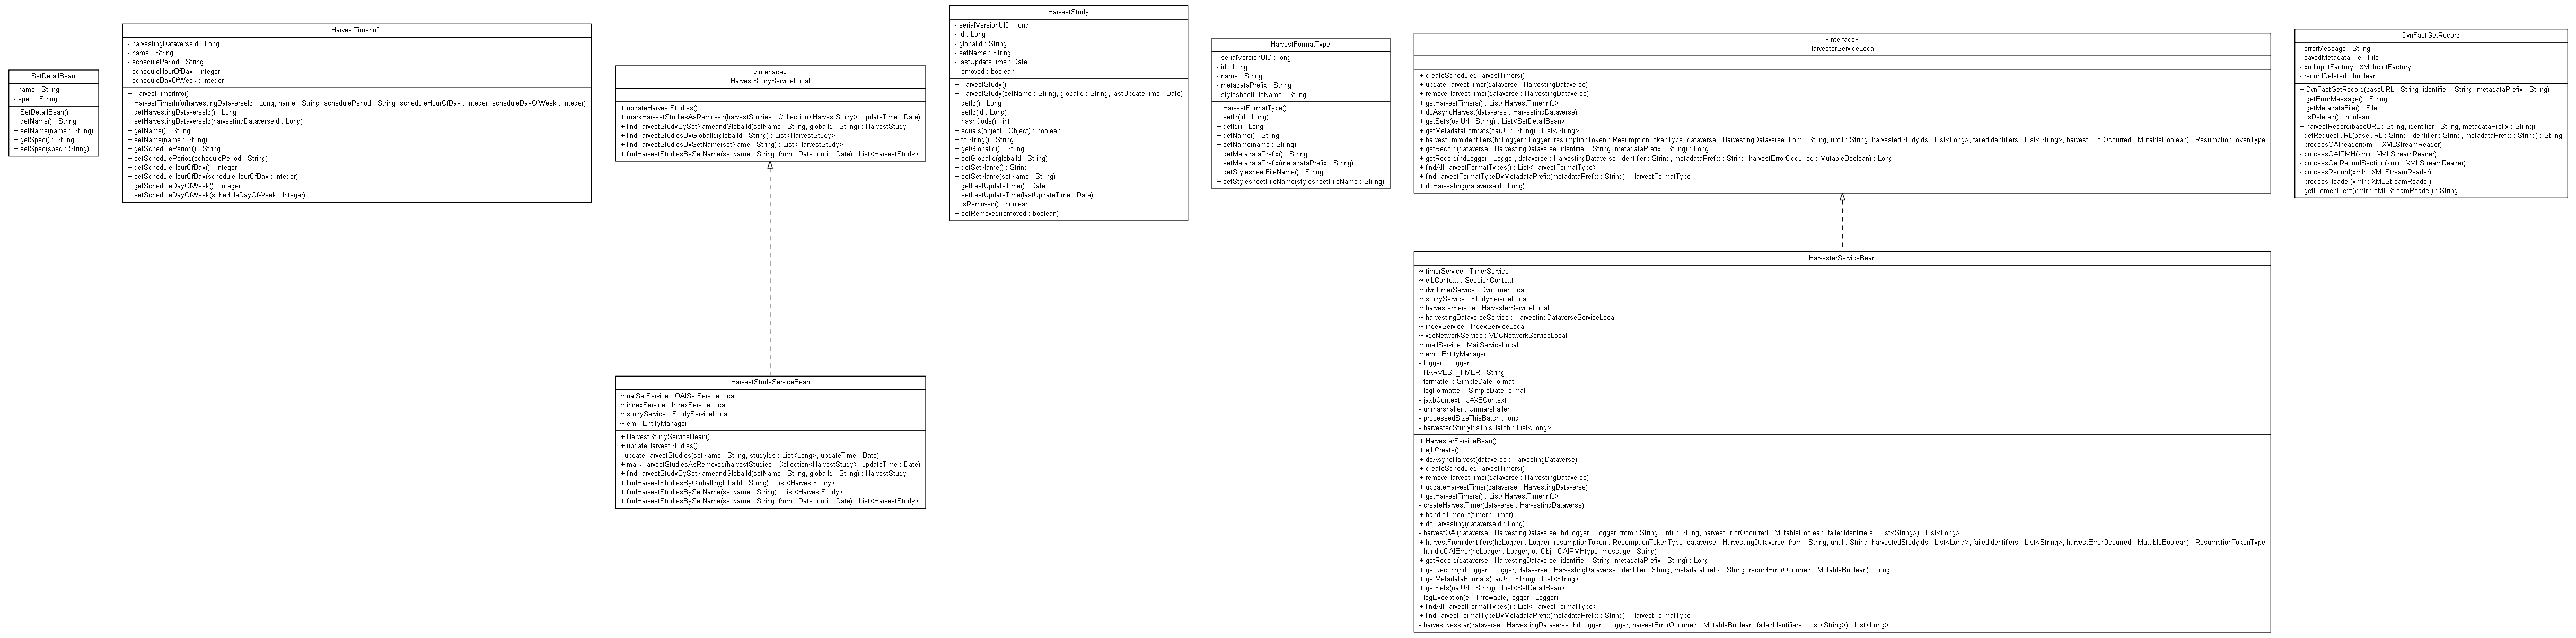 SetDetailBean
- name : String
- spec : String
+ SetDetailBean()
+ getName() : String
+ setName(name : String)
+ getSpec() : String
+ setSpec(spec : String)
HarvestTimerInfo
- harvestingDataverseId : Long
- name : String
- schedulePeriod : String
- scheduleHourOfDay : Integer
- scheduleDayOfWeek : Integer
+ HarvestTimerInfo()
+ HarvestTimerInfo(harvestingDataverseId : Long, name : String, schedulePeriod : String, scheduleHourOfDay : Integer, scheduleDayOfWeek : Integer)
+ getHarvestingDataverseId() : Long
+ setHarvestingDataverseId(harvestingDataverseId : Long)
+ getName() : String
+ setName(name : String)
+ getSchedulePeriod() : String
+ setSchedulePeriod(schedulePeriod : String)
+ getScheduleHourOfDay() : Integer
+ setScheduleHourOfDay(scheduleHourOfDay : Integer)
+ getScheduleDayOfWeek() : Integer
+ setScheduleDayOfWeek(scheduleDayOfWeek : Integer)
«interface»
HarvestStudyServiceLocal
+ updateHarvestStudies()
+ markHarvestStudiesAsRemoved(harvestStudies : Collection<HarvestStudy>, updateTime : Date)
+ findHarvestStudyBySetNameandGlobalId(setName : String, globalId : String) : HarvestStudy
+ findHarvestStudiesByGlobalId(globalId : String) : List<HarvestStudy>
+ findHarvestStudiesBySetName(setName : String) : List<HarvestStudy>
+ findHarvestStudiesBySetName(setName : String, from : Date, until : Date) : List<HarvestStudy>
HarvestStudyServiceBean
~ oaiSetService : OAISetServiceLocal
~ indexService : IndexServiceLocal
~ studyService : StudyServiceLocal
~ em : EntityManager
+ HarvestStudyServiceBean()
+ updateHarvestStudies()
- updateHarvestStudies(setName : String, studyIds : List<Long>, updateTime : Date)
+ markHarvestStudiesAsRemoved(harvestStudies : Collection<HarvestStudy>, updateTime : Date)
+ findHarvestStudyBySetNameandGlobalId(setName : String, globalId : String) : HarvestStudy
+ findHarvestStudiesByGlobalId(globalId : String) : List<HarvestStudy>
+ findHarvestStudiesBySetName(setName : String) : List<HarvestStudy>
+ findHarvestStudiesBySetName(setName : String, from : Date, until : Date) : List<HarvestStudy>
HarvestStudy
- serialVersionUID : long
- id : Long
- globalId : String
- setName : String
- lastUpdateTime : Date
- removed : boolean
+ HarvestStudy()
+ HarvestStudy(setName : String, globalId : String, lastUpdateTime : Date)
+ getId() : Long
+ setId(id : Long)
+ hashCode() : int
+ equals(object : Object) : boolean
+ toString() : String
+ getGlobalId() : String
+ setGlobalId(globalId : String)
+ getSetName() : String
+ setSetName(setName : String)
+ getLastUpdateTime() : Date
+ setLastUpdateTime(lastUpdateTime : Date)
+ isRemoved() : boolean
+ setRemoved(removed : boolean)
HarvestFormatType
- serialVersionUID : long
- id : Long
- name : String
- metadataPrefix : String
- stylesheetFileName : String
+ HarvestFormatType()
+ setId(id : Long)
+ getId() : Long
+ getName() : String
+ setName(name : String)
+ getMetadataPrefix() : String
+ setMetadataPrefix(metadataPrefix : String)
+ getStylesheetFileName() : String
+ setStylesheetFileName(stylesheetFileName : String)
«interface»
HarvesterServiceLocal
+ createScheduledHarvestTimers()
+ updateHarvestTimer(dataverse : HarvestingDataverse)
+ removeHarvestTimer(dataverse : HarvestingDataverse)
+ getHarvestTimers() : List<HarvestTimerInfo>
+ doAsyncHarvest(dataverse : HarvestingDataverse)
+ getSets(oaiUrl : String) : List<SetDetailBean>
+ getMetadataFormats(oaiUrl : String) : List<String>
+ harvestFromIdentifiers(hdLogger : Logger, resumptionToken : ResumptionTokenType, dataverse : HarvestingDataverse, from : String, until : String, harvestedStudyIds : List<Long>, failedIdentifiers : List<String>, harvestErrorOccurred : MutableBoolean) : ResumptionTokenType
+ getRecord(dataverse : HarvestingDataverse, identifier : String, metadataPrefix : String) : Long
+ getRecord(hdLogger : Logger, dataverse : HarvestingDataverse, identifier : String, metadataPrefix : String, harvestErrorOccurred : MutableBoolean) : Long
+ findAllHarvestFormatTypes() : List<HarvestFormatType>
+ findHarvestFormatTypeByMetadataPrefix(metadataPrefix : String) : HarvestFormatType
+ doHarvesting(dataverseId : Long)
HarvesterServiceBean
~ timerService : TimerService
~ ejbContext : SessionContext
~ dvnTimerService : DvnTimerLocal
~ studyService : StudyServiceLocal
~ harvesterService : HarvesterServiceLocal
~ harvestingDataverseService : HarvestingDataverseServiceLocal
~ indexService : IndexServiceLocal
~ vdcNetworkService : VDCNetworkServiceLocal
~ mailService : MailServiceLocal
~ em : EntityManager
- logger : Logger
- HARVEST_TIMER : String
- formatter : SimpleDateFormat
- logFormatter : SimpleDateFormat
- jaxbContext : JAXBContext
- unmarshaller : Unmarshaller
- processedSizeThisBatch : long
- harvestedStudyIdsThisBatch : List<Long>
+ HarvesterServiceBean()
+ ejbCreate()
+ doAsyncHarvest(dataverse : HarvestingDataverse)
+ createScheduledHarvestTimers()
+ removeHarvestTimer(dataverse : HarvestingDataverse)
+ updateHarvestTimer(dataverse : HarvestingDataverse)
+ getHarvestTimers() : List<HarvestTimerInfo>
- createHarvestTimer(dataverse : HarvestingDataverse)
+ handleTimeout(timer : Timer)
+ doHarvesting(dataverseId : Long)
- harvestOAI(dataverse : HarvestingDataverse, hdLogger : Logger, from : String, until : String, harvestErrorOccurred : MutableBoolean, failedIdentifiers : List<String>) : List<Long>
+ harvestFromIdentifiers(hdLogger : Logger, resumptionToken : ResumptionTokenType, dataverse : HarvestingDataverse, from : String, until : String, harvestedStudyIds : List<Long>, failedIdentifiers : List<String>, harvestErrorOccurred : MutableBoolean) : ResumptionTokenType
- handleOAIError(hdLogger : Logger, oaiObj : OAIPMHtype, message : String)
+ getRecord(dataverse : HarvestingDataverse, identifier : String, metadataPrefix : String) : Long
+ getRecord(hdLogger : Logger, dataverse : HarvestingDataverse, identifier : String, metadataPrefix : String, recordErrorOccurred : MutableBoolean) : Long
+ getMetadataFormats(oaiUrl : String) : List<String>
+ getSets(oaiUrl : String) : List<SetDetailBean>
- logException(e : Throwable, logger : Logger)
+ findAllHarvestFormatTypes() : List<HarvestFormatType>
+ findHarvestFormatTypeByMetadataPrefix(metadataPrefix : String) : HarvestFormatType
- harvestNesstar(dataverse : HarvestingDataverse, hdLogger : Logger, harvestErrorOccurred : MutableBoolean, failedIdentifiers : List<String>) : List<Long>
DvnFastGetRecord
- errorMessage : String
- savedMetadataFile : File
- xmlInputFactory : XMLInputFactory
- recordDeleted : boolean
+ DvnFastGetRecord(baseURL : String, identifier : String, metadataPrefix : String)
+ getErrorMessage() : String
+ getMetadataFile() : File
+ isDeleted() : boolean
+ harvestRecord(baseURL : String, identifier : String, metadataPrefix : String)
- getRequestURL(baseURL : String, identifier : String, metadataPrefix : String) : String
- processOAIheader(xmlr : XMLStreamReader)
- processOAIPMH(xmlr : XMLStreamReader)
- processGetRecordSection(xmlr : XMLStreamReader)
- processRecord(xmlr : XMLStreamReader)
- processHeader(xmlr : XMLStreamReader)
- getElementText(xmlr : XMLStreamReader) : String